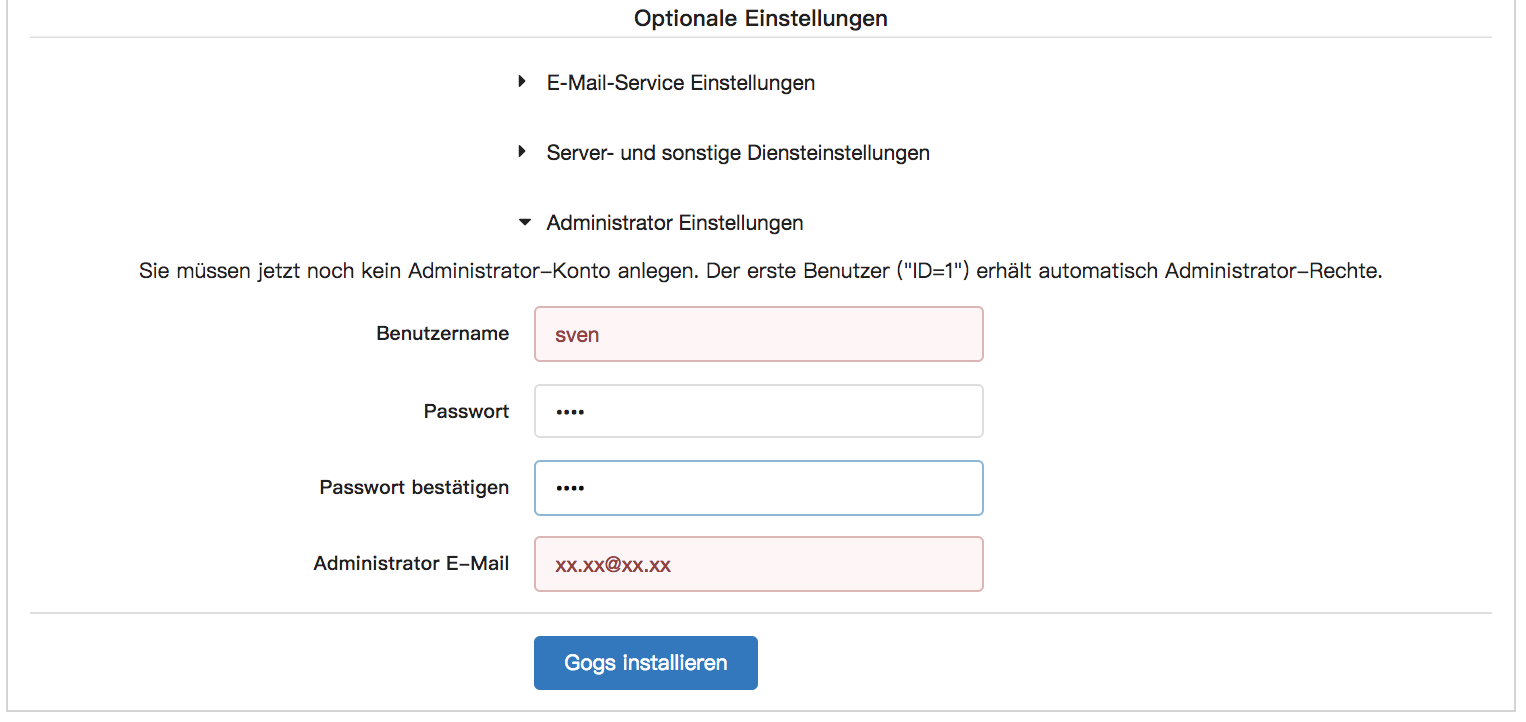 Optionale Einstellungen
E-Mail-Service Einstellungen
Server- und sonstige Diensteinstellungen
Administrator Einstellungen
Sie müssen jetzt noch kein Administrator-Konto anlegen. Der erste Benutzer ("ID=1") erhält automatisch Administrator-Rechte.
Benutzername
sven
Passwort
••••
Passwort bestätigen
••••
Administrator E-Mail
xx.xx@xx.xx
Gogs installieren